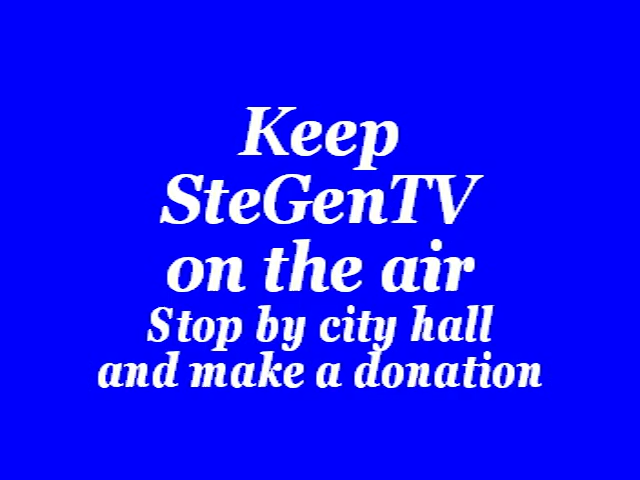 Keep
SteGenTV
on the air
Stop by city hall
and make a donation